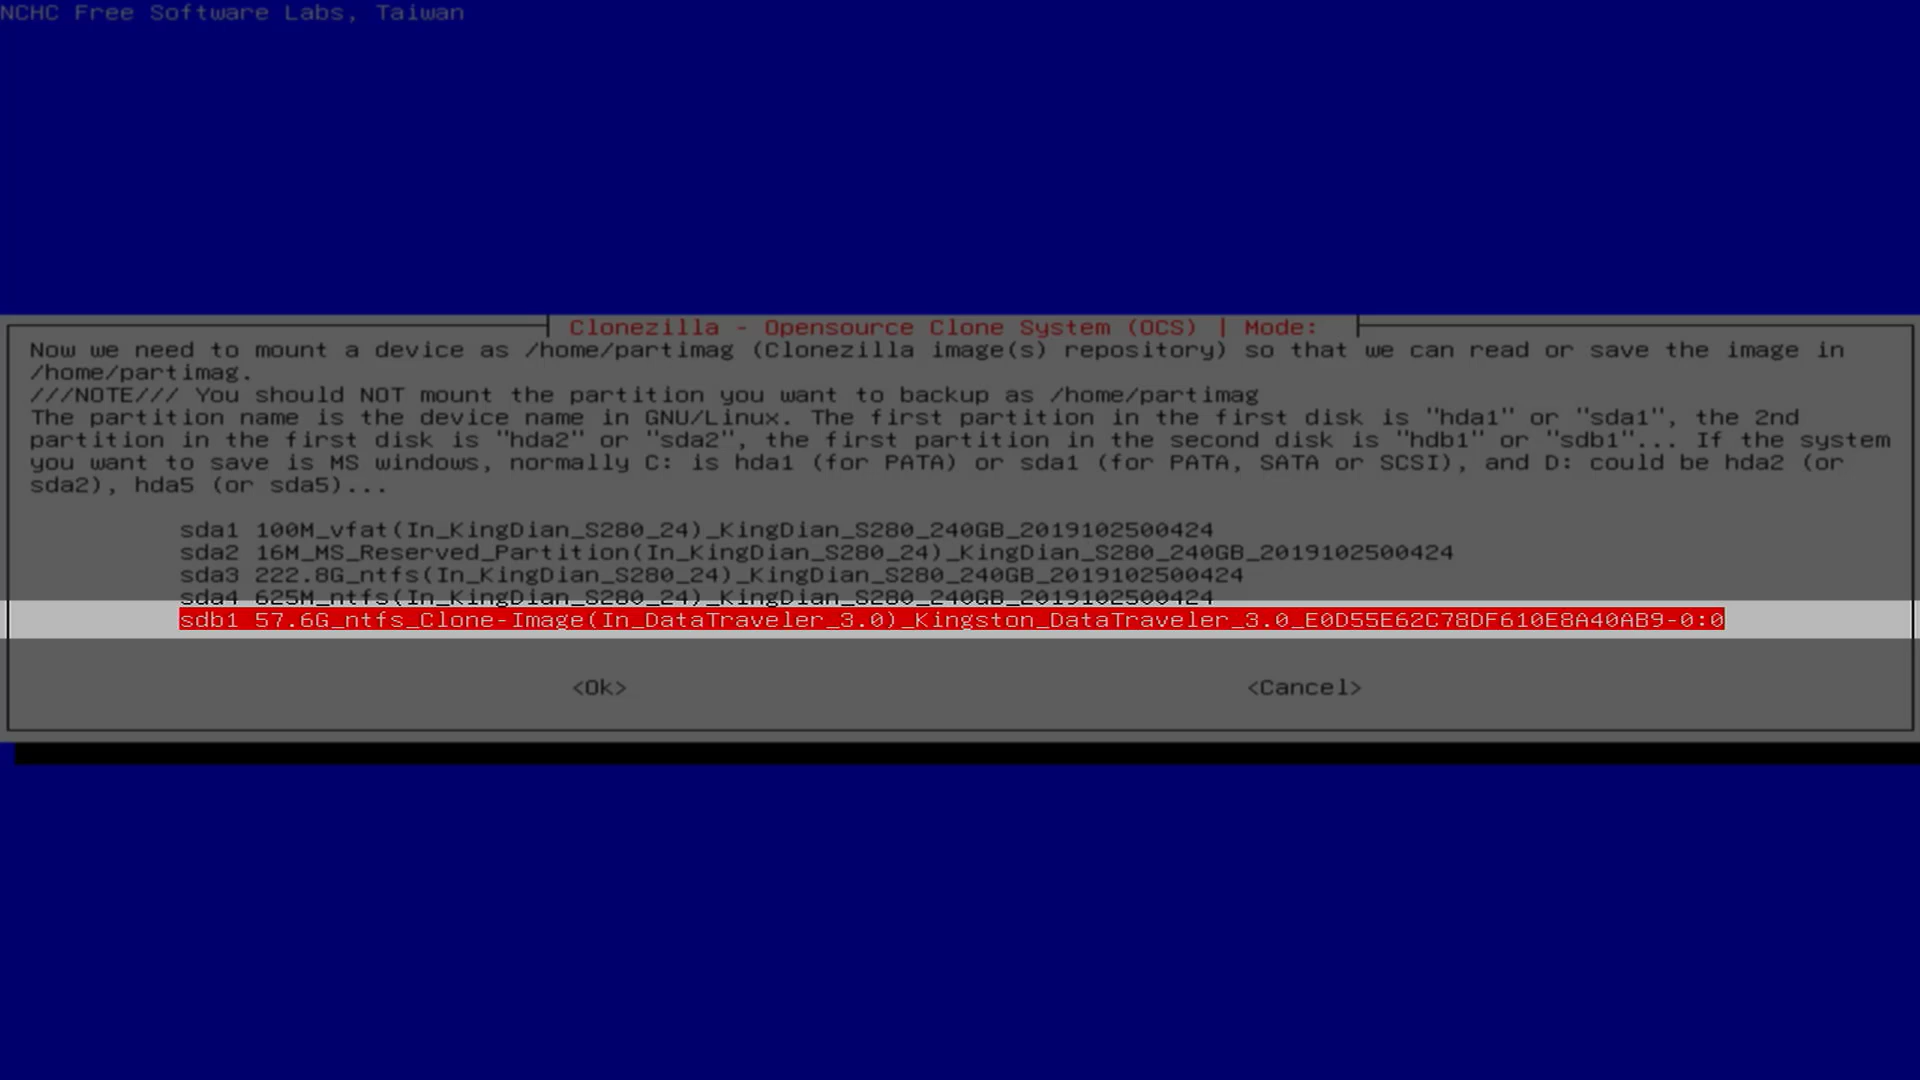 NCHC Free Software Labs, Taiwan
Clonezilla - Opensource Clone System (OCS) | Mode:
Now we need to mount a device as /home/partimag (Clonezilla image(s) repository) so that we can read or save the image in
/home/partimag.
///NOTE/// You should NOT mount the partition you want to backup as /home/partimag
The partition name is the device name in GNU/Linux. The first partition in the first disk is "hda1" or "sda1", the 2nd
partition in the first disk is "hda2" or "sda2", the first partition in the second disk is "hdb1" or "sdb1"... If the system
you want to save is MS windows, normally C: is hda1 (for PATA) or sda1 (for PATA, SATA or SCSI), and D: could be hda2 (or
sda2), hda5 (or sda5)...
sda1 100M_vfat(In_KingDian_S280_24)_KingDian_S280_240GB_2019102500424
sda2 16M_MS_Reserved_Partition(In_KingDian_S280_24)_KingDian_S280_240GB_2019102500424
sda3 222.8G_ntfs(In_KingDian_S280_24)_KingDian_S280_240GB_2019102500424
sda4 625M_ntfs(In_KingDian_S280_24)_KingDian_S280_240GB_2019102500424
sdb1 57.6G_ntfs_Clone-Image(In_DataTraveler_3.0)_Kingston_DataTraveler_3.0_E0D55E62C78DF610E8A40AB9-0:0
<Ok> <Cancel>